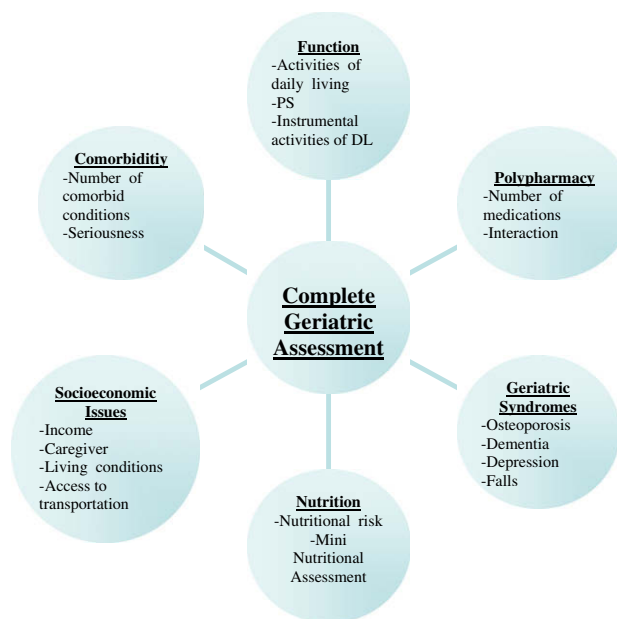 Function
-Activities of
daily living
-PS
-Instrumental
activities of DL
Comorbiditiy
-Number of
comorbid
conditions
-Seriousness
Polypharmacy
-Number of
medications
-Interaction
Complete
Geriatric
Assessment
Socioeconomic
Issues
-Income
-Caregiver
-Living conditions
-Access to
transportation
Geriatric
Syndromes
-Osteoporosis
-Dementia
-Depression
-Falls
Nutrition
-Nutritional risk
-Mini
Nutritional
Assessment